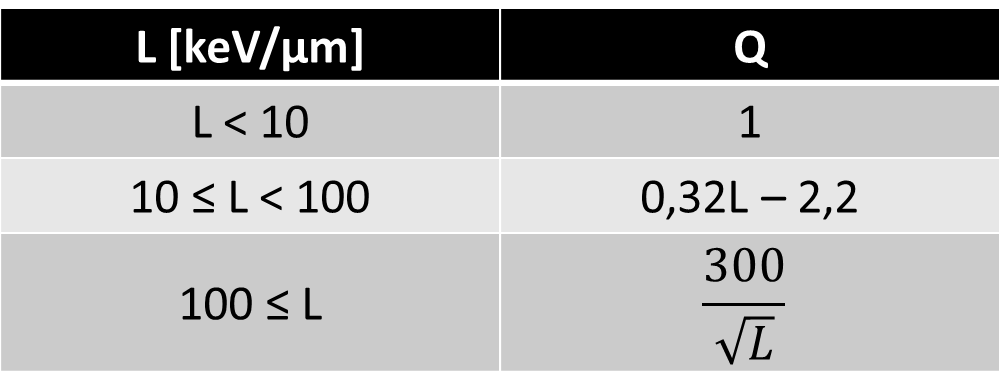 L [keV/μm] Q
L < 10 1
10 ≤ L < 100 0,32L – 2,2
100 ≤ L 300
√L